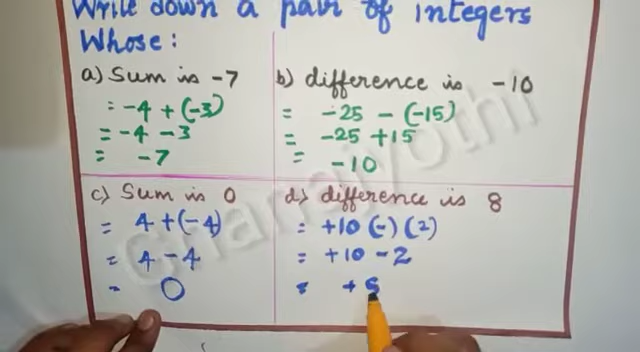 Write down a pair of integers
Whose:
a) Sum is -7
= -4 + (-3)
= -4 - 3
= -7
b) difference is -10
= -25 - (-15)
= -25 + 15
= -10
c) Sum is 0
= 4 + (-4)
= 4 - 4
= 0
d) difference is 8
= +10 (-) (2)
= +10 - 2
= +